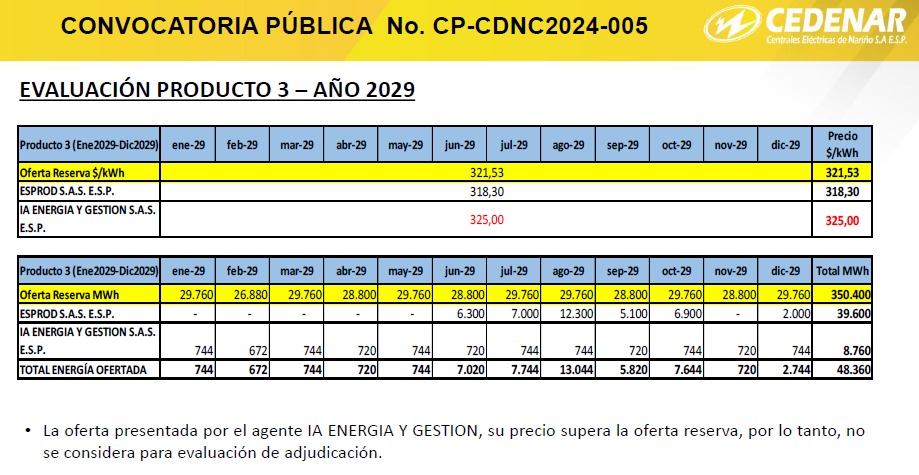 CONVOCATORIA PÚBLICA No. CP-CDNC2024-005
CEDENAR
Centrales Eléctricas de Nariño S.A E.S.P.
EVALUACIÓN PRODUCTO 3 – AÑO 2029
Producto 3 (Ene2029-Dic2029) ene-29 feb-29 mar-29 abr-29 may-29 jun-29 jul-29 ago-29 sep-29 oct-29 nov-29 dic-29 Precio $/kWh
Oferta Reserva $/kWh 321,53 321,53
ESPROD S.A.S. E.S.P. 318,30 318,30
IA ENERGIA Y GESTION S.A.S. E.S.P. 325,00 325,00
Producto 3 (Ene2029-Dic2029) ene-29 feb-29 mar-29 abr-29 may-29 jun-29 jul-29 ago-29 sep-29 oct-29 nov-29 dic-29 Total MWh
Oferta Reserva MWh 29.760 26.880 29.760 28.800 29.760 28.800 29.760 29.760 28.800 29.760 28.800 29.760 350.400
ESPROD S.A.S. E.S.P. - - - - - 6.300 7.000 12.300 5.100 6.900 - 2.000 39.600
IA ENERGIA Y GESTION S.A.S.
E.S.P. 744 672 744 720 744 720 744 744 720 744 720 744 8.760
TOTAL ENERGÍA OFERTADA 744 672 744 720 744 7.020 7.744 13.044 5.820 7.644 720 2.744 48.360
• La oferta presentada por el agente IA ENERGIA Y GESTION, su precio supera la oferta reserva, por lo tanto, no
se considera para evaluación de adjudicación.